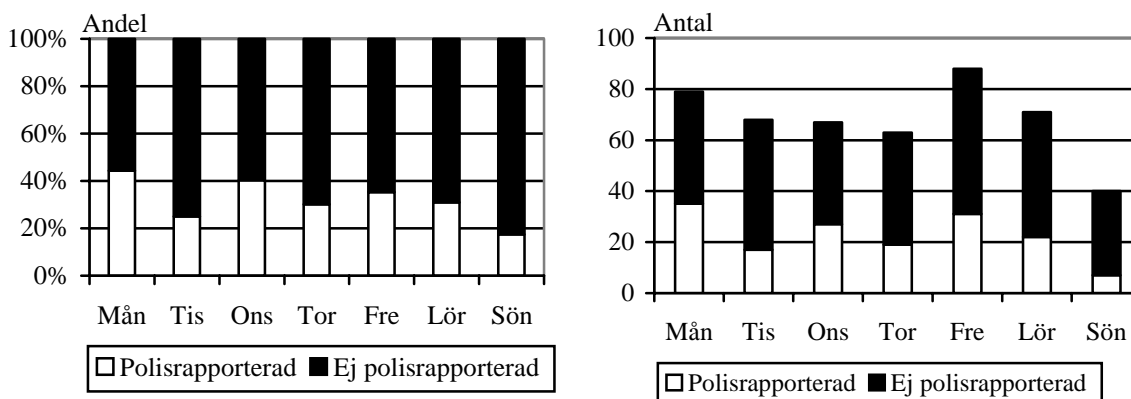 Andel
100%
80%
60%
40%
20%
0%
Mån Tis Ons Tor Fre Lör Sön
Polisrapporterad Ej polisrapporterad
Antal
100
80
60
40
20
0
Mån Tis Ons Tor Fre Lör Sön
Polisrapporterad Ej polisrapporterad